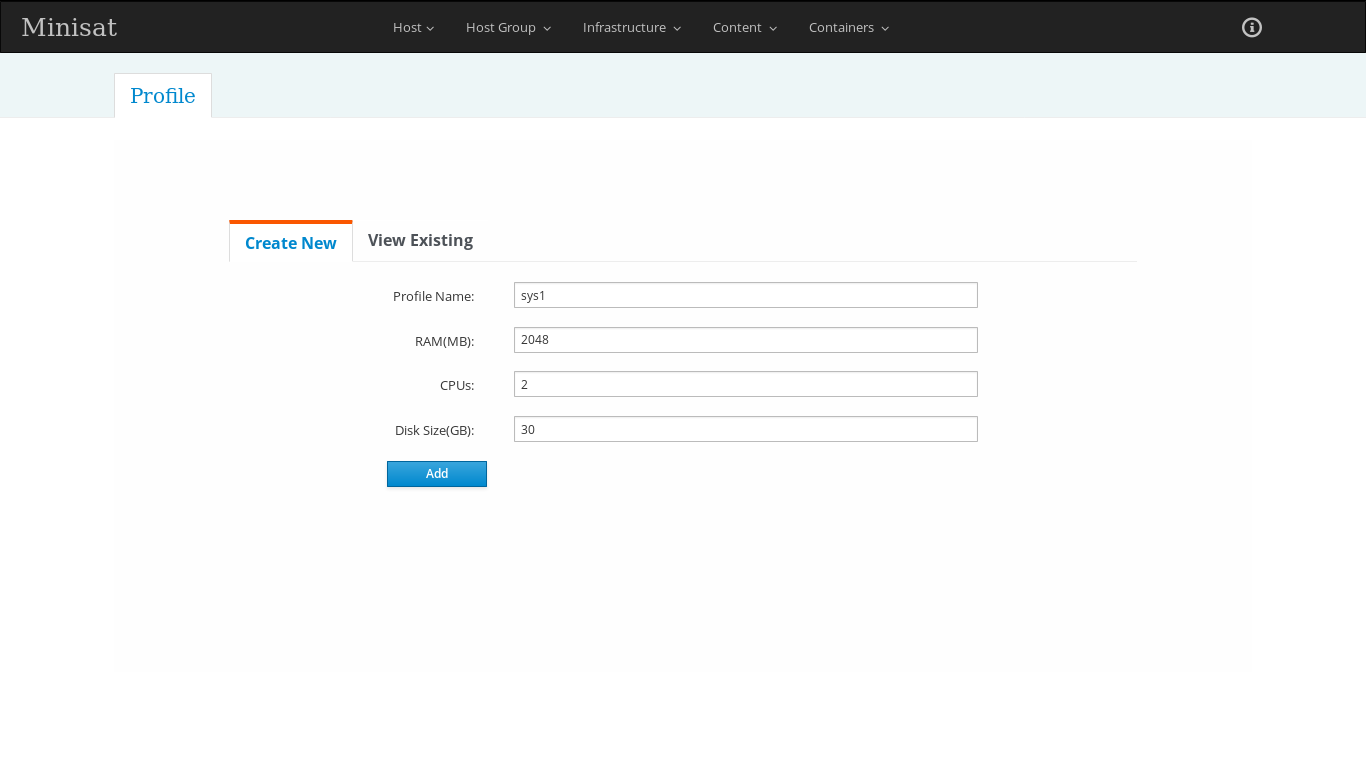 Minisat Host Host Group Infrastructure Content Containers
Profile
Create New View Existing
Profile Name: sys1
RAM(MB): 2048
CPUs: 2
Disk Size(GB): 30
Add